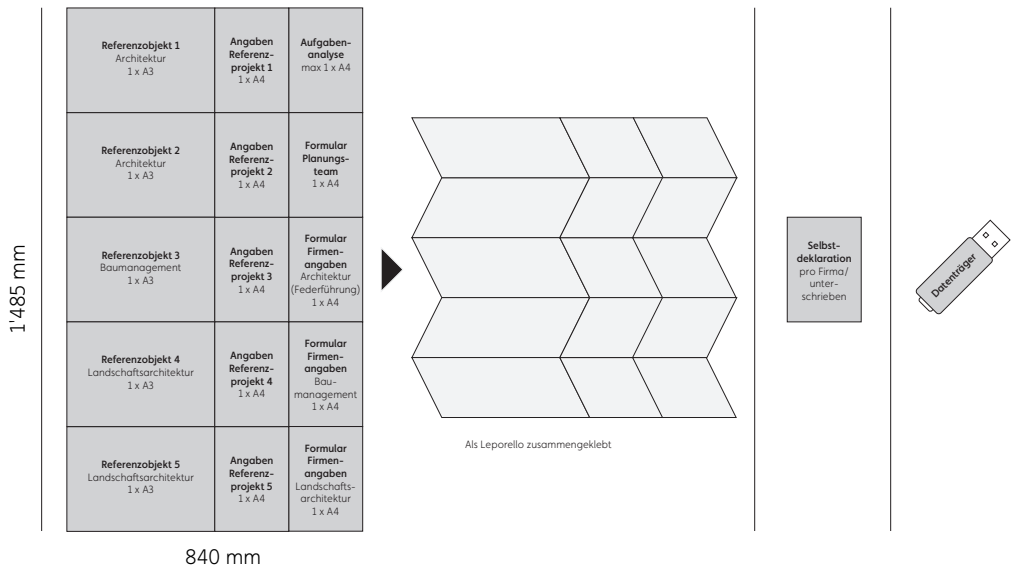 1'485 mm
Referenzobjekt 1
Architektur
1 x A3
Angaben
Referenz-
projekt 1
1 x A4
Aufgaben-
analyse
max 1 x A4
Referenzobjekt 2
Architektur
1 x A3
Angaben
Referenz-
projekt 2
1 x A4
Formular
Planungs-
team
1 x A4
Referenzobjekt 3
Baumanagement
1 x A3
Angaben
Referenz-
projekt 3
1 x A4
Formular
Firmen-
angaben
Architektur
(Federführung)
1 x A4
Referenzobjekt 4
Landschaftsarchitektur
1 x A3
Angaben
Referenz-
projekt 4
1 x A4
Formular
Firmen-
angaben
Bau-
management
1 x A4
Referenzobjekt 5
Landschaftsarchitektur
1 x A3
Angaben
Referenz-
projekt 5
1 x A4
Formular
Firmen-
angaben
Landschafts-
architektur
1 x A4
840 mm
Als Leporello zusammengeklebt
Selbst-
deklaration
pro Firma/
unter-
schrieben
Datenträger